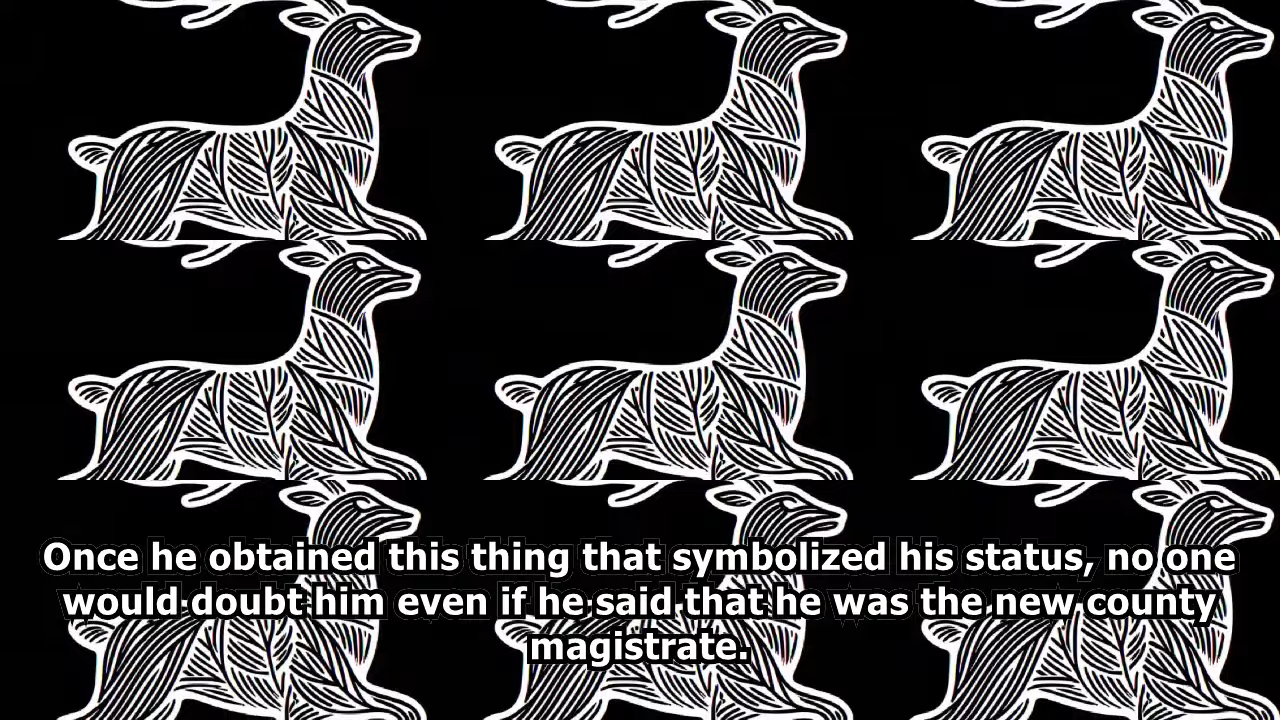 Once he obtained this thing that symbolized his status, no one
would doubt him even if he said that he was the new county
magistrate.